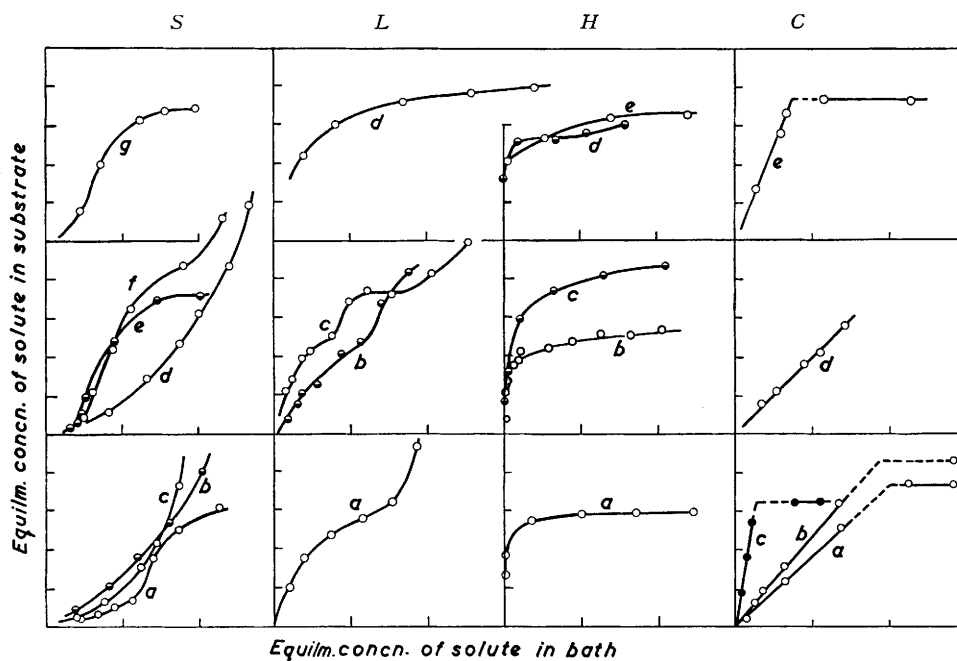 S L H C
g d e d e
f e d c b c b d
c b a a a c b a
Equilm. concn. of solute in substrate
Equilm. concn. of solute in bath